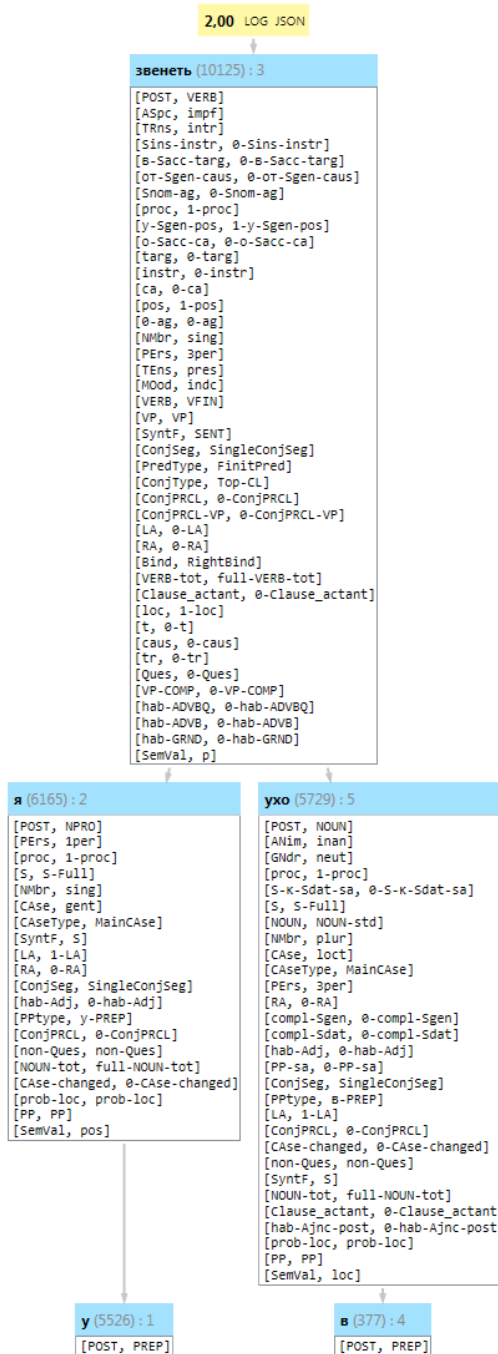 2,00 LOG JSON
звенеть (10125) : 3
[POST, VERB]
[ASpc, impf]
[TRns, intr]
[Sins-instr, 0-Sins-instr]
[в-Sacc-targ, 0-в-Sacc-targ]
[от-Sgen-caus, 0-от-Sgen-caus]
[Snom-ag, 0-Snom-ag]
[proc, 1-proc]
[у-Sgen-pos, 1-у-Sgen-pos]
[о-Sacc-ca, 0-о-Sacc-ca]
[targ, 0-targ]
[instr, 0-instr]
[ca, 0-ca]
[pos, 1-pos]
[0-ag, 0-ag]
[NMbr, sing]
[PErs, 3per]
[TEns, pres]
[MOod, indc]
[VERB, VFIN]
[VP, VP]
[SyntF, SENT]
[ConjSeg, SingleConjSeg]
[PredType, FinitPred]
[ConjType, Top-CL]
[ConjPRCL, 0-ConjPRCL]
[ConjPRCL-VP, 0-ConjPRCL-VP]
[LA, 0-LA]
[RA, 0-RA]
[Bind, RightBind]
[VERB-tot, full-VERB-tot]
[Clause_actant, 0-Clause_actant]
[loc, 1-loc]
[t, 0-t]
[caus, 0-caus]
[tr, 0-tr]
[Ques, 0-Ques]
[VP-COMP, 0-VP-COMP]
[hab-ADVBQ, 0-hab-ADVBQ]
[hab-ADVB, 0-hab-ADVB]
[hab-GRND, 0-hab-GRND]
[SemVal, p]
я (6165) : 2
[POST, NPRO]
[PErs, 1per]
[proc, 1-proc]
[S, S-Full]
[NMbr, sing]
[CAse, gent]
[CAseType, MainCAse]
[SyntF, S]
[LA, 1-LA]
[RA, 0-RA]
[ConjSeg, SingleConjSeg]
[hab-Adj, 0-hab-Adj]
[PPtype, у-PREP]
[ConjPRCL, 0-ConjPRCL]
[non-Ques, non-Ques]
[NOUN-tot, full-NOUN-tot]
[CAse-changed, 0-CAse-changed]
[prob-loc, prob-loc]
[PP, PP]
[SemVal, pos]
ухо (5729) : 5
[POST, NOUN]
[ANim, inan]
[GNdr, neut]
[proc, 1-proc]
[S-к-Sdat-sa, 0-S-к-Sdat-sa]
[S, S-Full]
[NOUN, NOUN-std]
[NMbr, plur]
[CAse, loct]
[CAseType, MainCAse]
[PErs, 3per]
[RA, 0-RA]
[compl-Sgen, 0-compl-Sgen]
[compl-Sdat, 0-compl-Sdat]
[hab-Adj, 0-hab-Adj]
[PP-sa, 0-PP-sa]
[ConjSeg, SingleConjSeg]
[PPtype, в-PREP]
[LA, 1-LA]
[ConjPRCL, 0-ConjPRCL]
[CAse-changed, 0-CAse-changed]
[non-Ques, non-Ques]
[SyntF, S]
[NOUN-tot, full-NOUN-tot]
[Clause_actant, 0-Clause_actant
[hab-Ajnc-post, 0-hab-Ajnc-post
[prob-loc, prob-loc]
[PP, PP]
[SemVal, loc]
у (5526) : 1
[POST, PREP]
в (377) : 4
[POST, PREP]